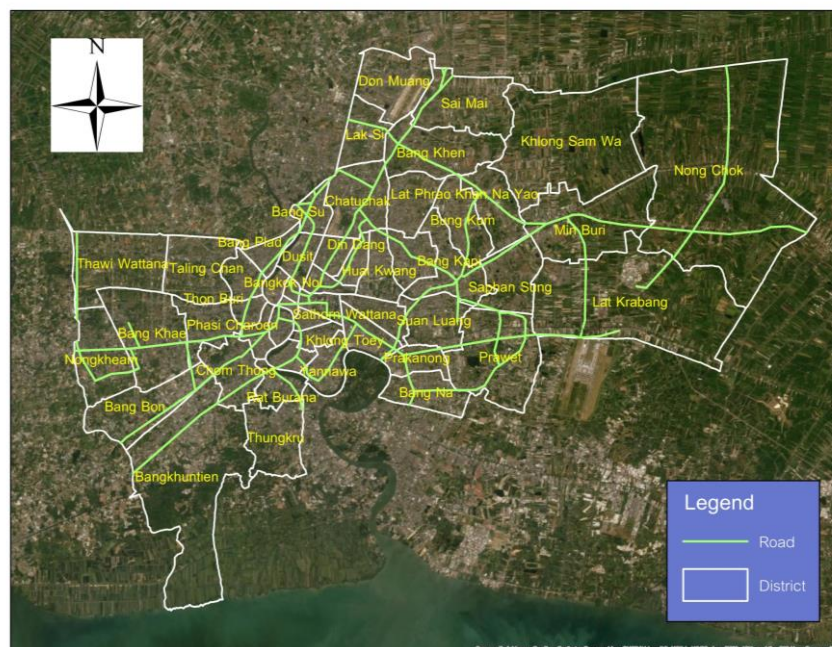 N
Don Muang
Sai Mai
Lak Si
Khlong Sam Wa
Bang Khen
Nong Chok
Lat Phrao
Khan Na Yao
Chatuchak
Bang Su
Bung Kum
Min Buri
Bang Plad
Din Dang
Dusit
Bang Kapi
Thawi Wattana
Taling Chan
Huai Kwang
Bangkok Noi
Saphan Sung
Lat Krabang
Thon Buri
Sathorn
Wattana
Suan Luang
Phasi Charoen
Bang Khae
Khlong Toey
Nongkheam
Prakanong
Prawet
Chom Thong
Yannawa
Bang Na
Rat Burana
Bang Bon
Thungkru
Bangkhuntien
Legend
Road
District